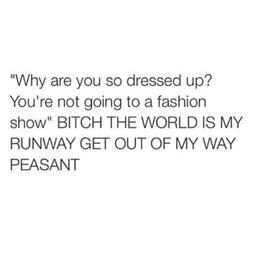 "Why are you so dressed up?
You're not going to a fashion
show" BITCH THE WORLD IS MY
RUNWAY GET OUT OF MY WAY
PEASANT